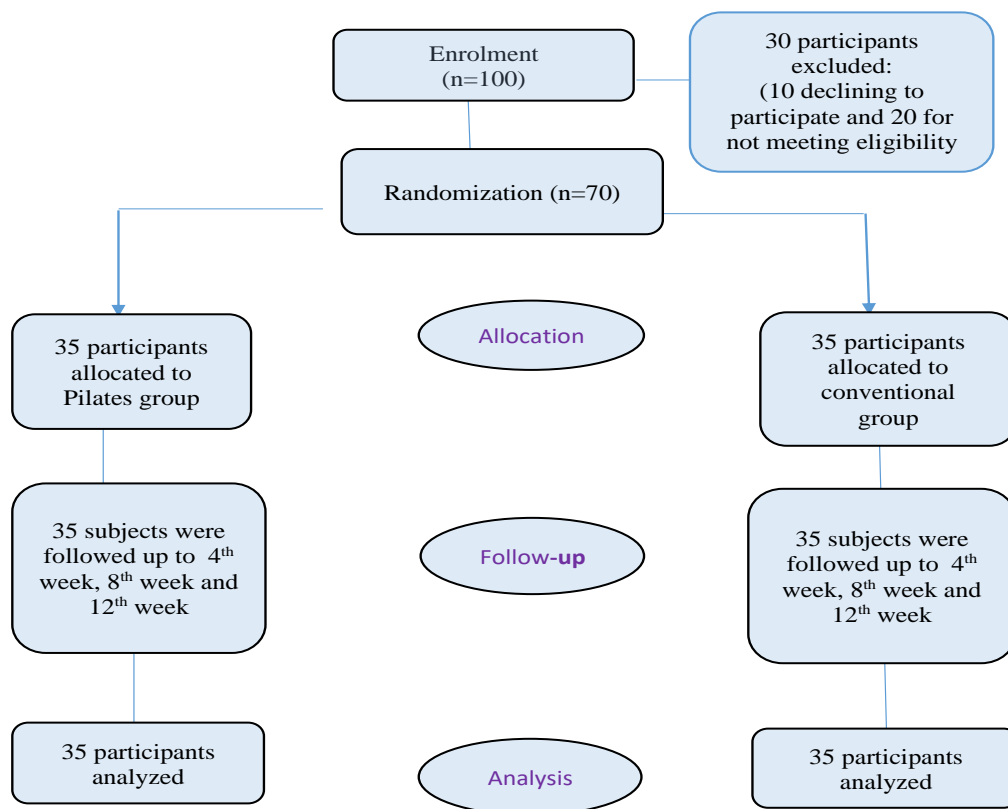 Enrolment
(n=100)
30 participants
excluded:
(10 declining to
participate and 20 for
not meeting eligibility
Randomization (n=70)
Allocation
35 participants
allocated to
Pilates group
35 participants
allocated to
conventional
group
35 subjects were
followed up to 4th
week, 8th week and
12th week
Follow-up
35 subjects were
followed up to 4th
week, 8th week and
12th week
35 participants
analyzed
Analysis
35 participants
analyzed